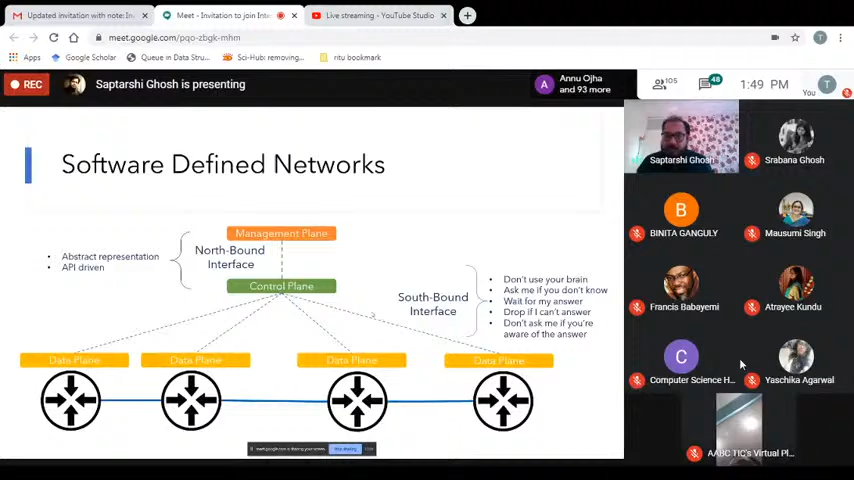 Updated invitation with note: In
Meet - Invitation to join Inte
Live streaming - YouTube Studio
meet.google.com/pqo-zbgk-mhm
Apps
Google Scholar
Queue in Data Stru...
Sci-Hub: removing...
ritu bookmark
REC
Saptarshi Ghosh is presenting
Annu Ojha
and 93 more
105
48
1:49 PM
T
You
Software Defined Networks
Management Plane
North-Bound
Interface
• Abstract representation
• API driven
Control Plane
South-Bound
Interface
• Don't use your brain
• Ask me if you don't know
• Wait for my answer
• Drop if I can't answer
• Don't ask me if you're
aware of the answer
Data Plane
Data Plane
Data Plane
Data Plane
Saptarshi Ghosh
Srabana Ghosh
B
BINITA GANGULY
Mausumi Singh
Francis Babayemi
Atrayee Kundu
C
Computer Science H...
Yaschika Agarwal
AABC TIC's Virtual Pl...